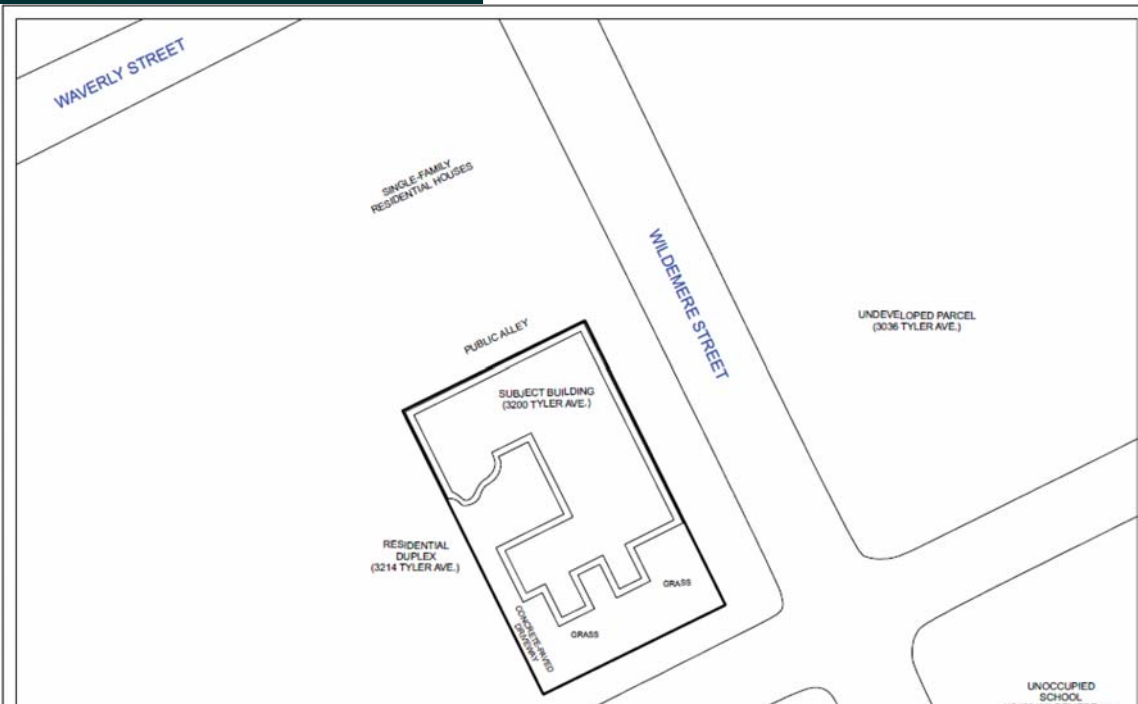 WAVERLY STREET
SINGLE-FAMILY
RESIDENTIAL HOUSES
WILDEMERE STREET
UNDEVELOPED PARCEL
(3036 TYLER AVE.)
PUBLIC ALLEY
SUBJECT BUILDING
(3200 TYLER AVE.)
RESIDENTIAL
DUPLEX
(3214 TYLER AVE.)
GRASS
CONCRETE-PAVED
DRIVEWAY
GRASS
UNOCCUPIED
SCHOOL